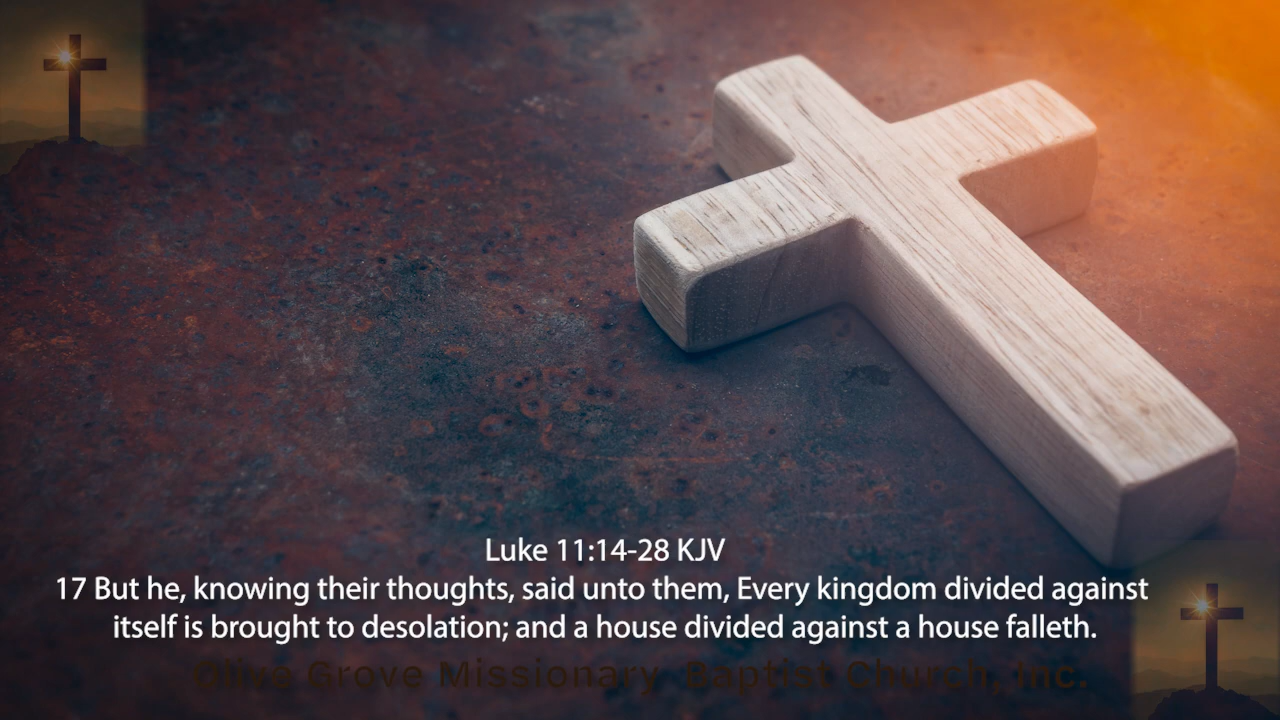 Luke 11:14-28 KJV
17 But he, knowing their thoughts, said unto them, Every kingdom divided against
itself is brought to desolation; and a house divided against a house falleth.
Olive Grove Missionary Baptist Church, Inc.